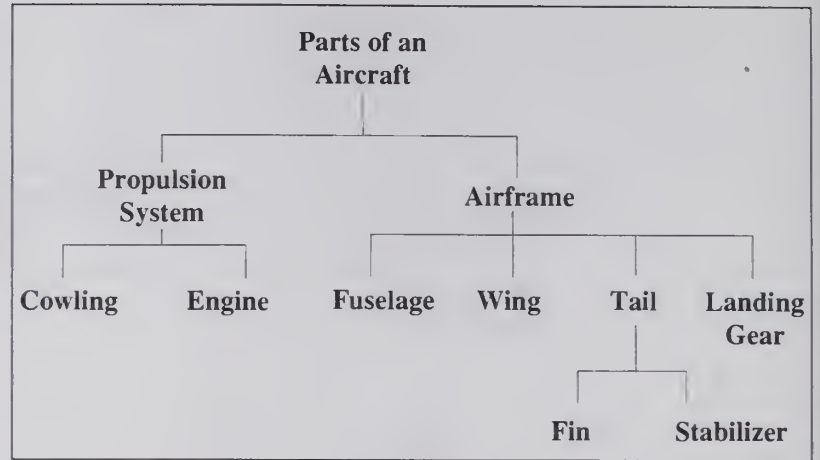 Parts of an
Aircraft
Propulsion
System
Airframe
Cowling
Engine
Fuselage
Wing
Tail
Landing
Gear
Fin
Stabilizer